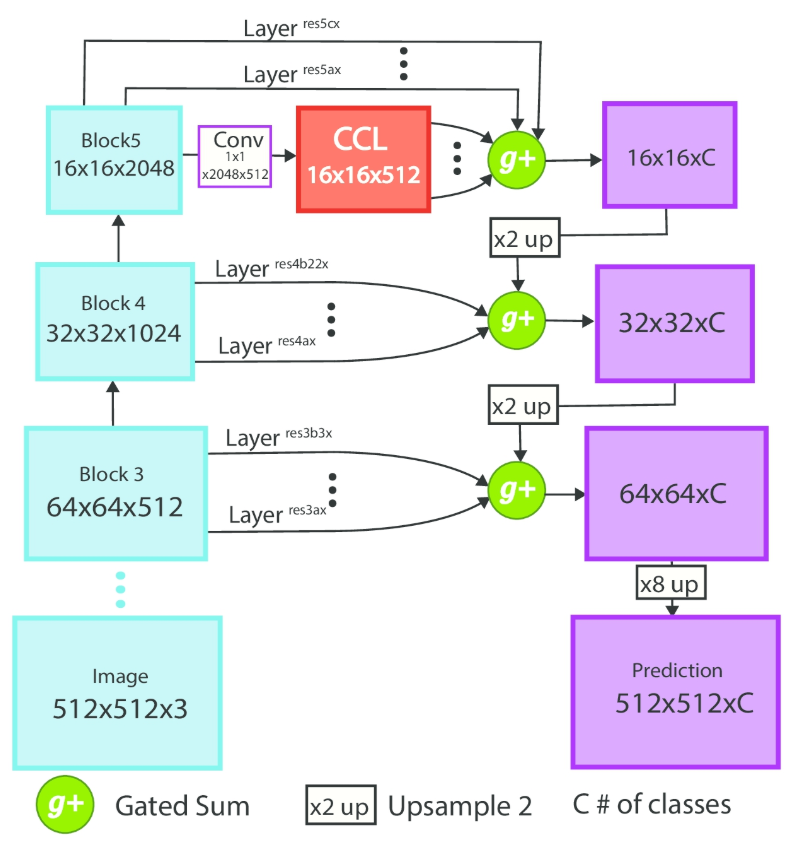 Layer res5cx
Layer res5ax
Block5
16x16x2048
Conv
1x1
x2048x512
CCL
16x16x512
g+
16x16xC
x2 up
Layer res4b22x
Block 4
32x32x1024
Layer res4ax
g+
32x32xC
x2 up
Layer res3b3x
Block 3
64x64x512
Layer res3ax
g+
64x64xC
x8 up
Image
512x512x3
Prediction
512x512xC
g+ Gated Sum
x2 up Upsample 2
C # of classes